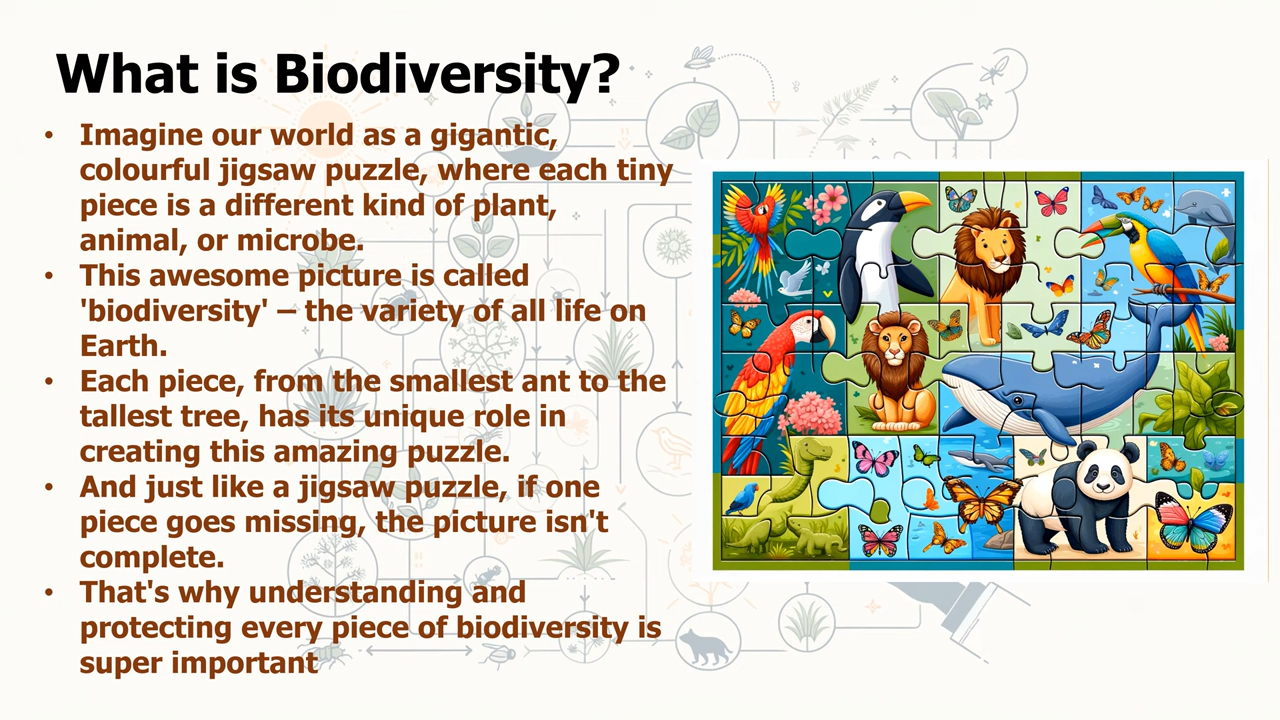 What is Biodiversity?
• Imagine our world as a gigantic,
colourful jigsaw puzzle, where each tiny
piece is a different kind of plant,
animal, or microbe.
• This awesome picture is called
'biodiversity' – the variety of all life on
Earth.
• Each piece, from the smallest ant to the
tallest tree, has its unique role in
creating this amazing puzzle.
• And just like a jigsaw puzzle, if one
piece goes missing, the picture isn't
complete.
• That's why understanding and
protecting every piece of biodiversity is
super important